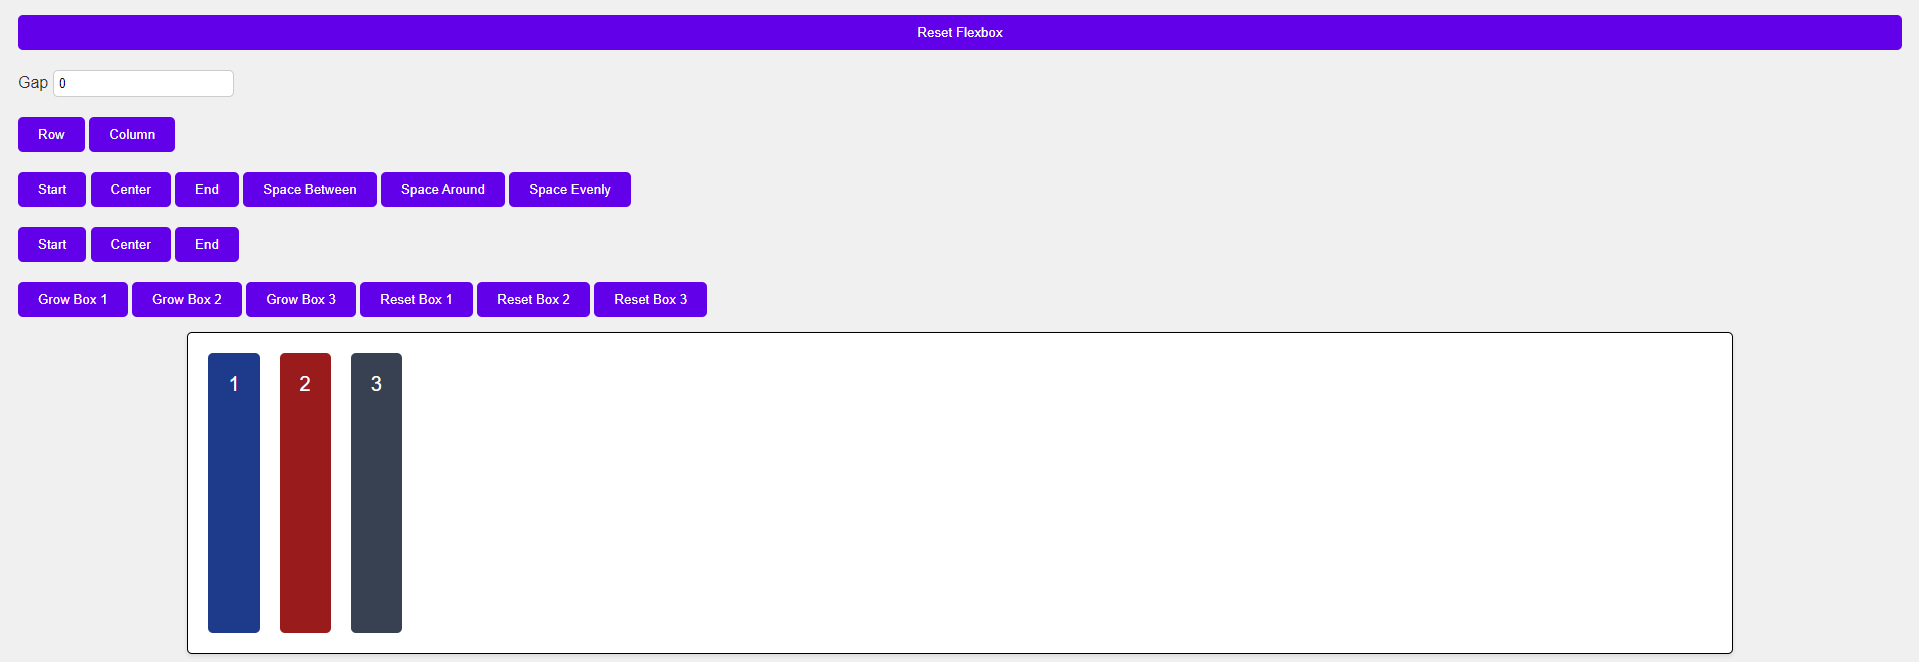 Reset Flexbox
Gap 0
Row Column
Start Center End Space Between Space Around Space Evenly
Start Center End
Grow Box 1 Grow Box 2 Grow Box 3 Reset Box 1 Reset Box 2 Reset Box 3
1 2 3